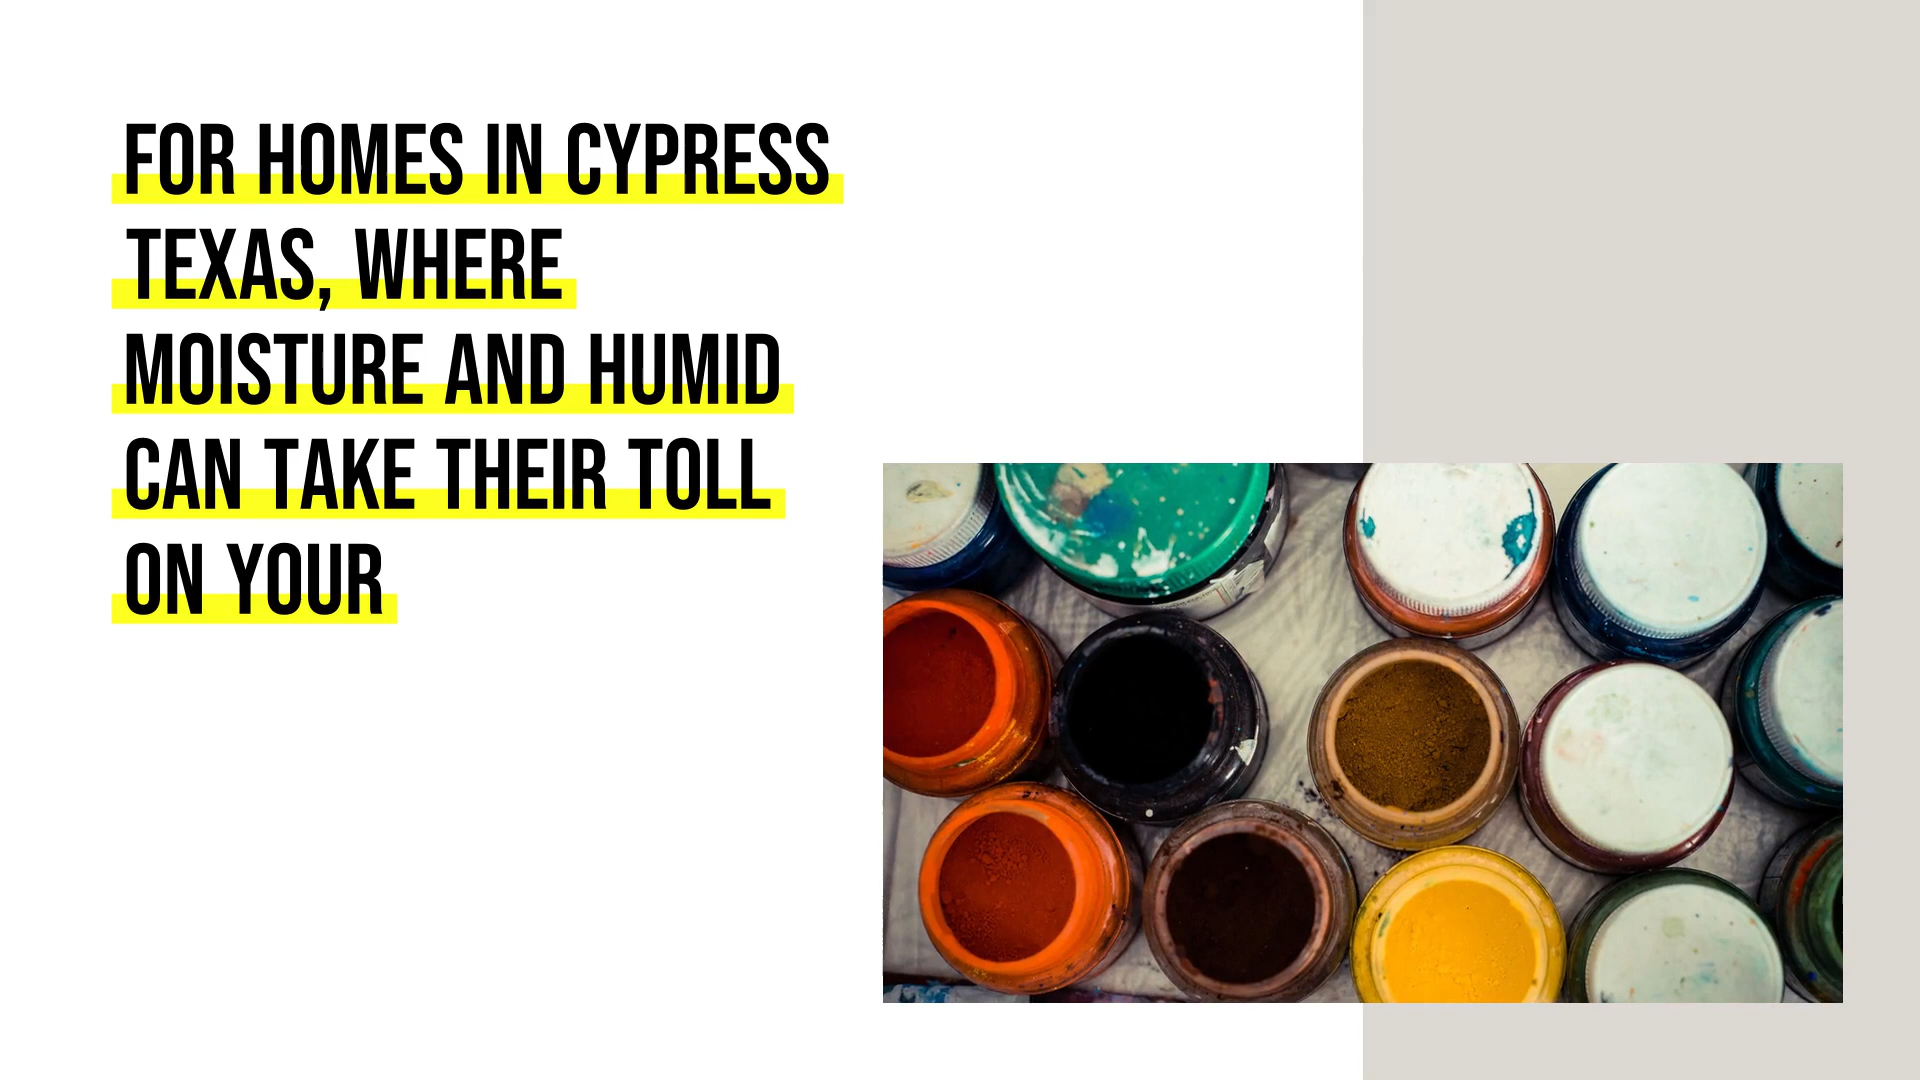 FOR HOMES IN CYPRESS
TEXAS, WHERE
MOISTURE AND HUMID
CAN TAKE THEIR TOLL
ON YOUR